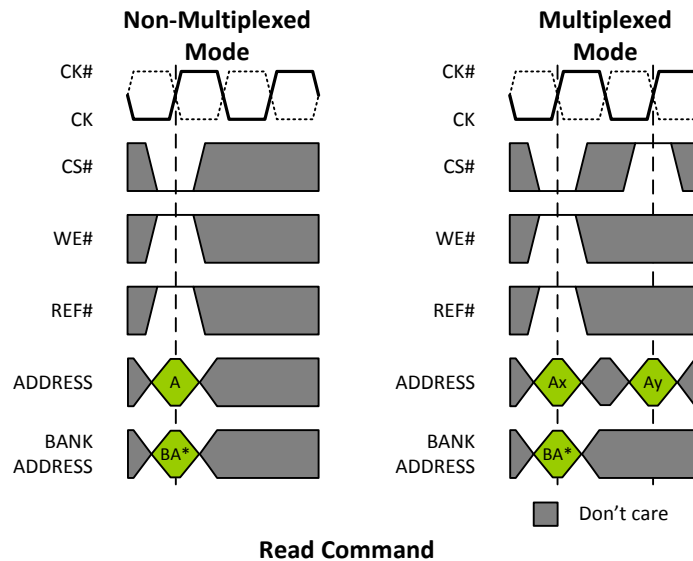 Non-Multiplexed
Mode
CK#
CK
CS#
WE#
REF#
ADDRESS
A
BANK
ADDRESS
BA*
Multiplexed
Mode
CK#
CK
CS#
WE#
REF#
ADDRESS
Ax
Ay
BANK
ADDRESS
BA*
Don't care
Read Command